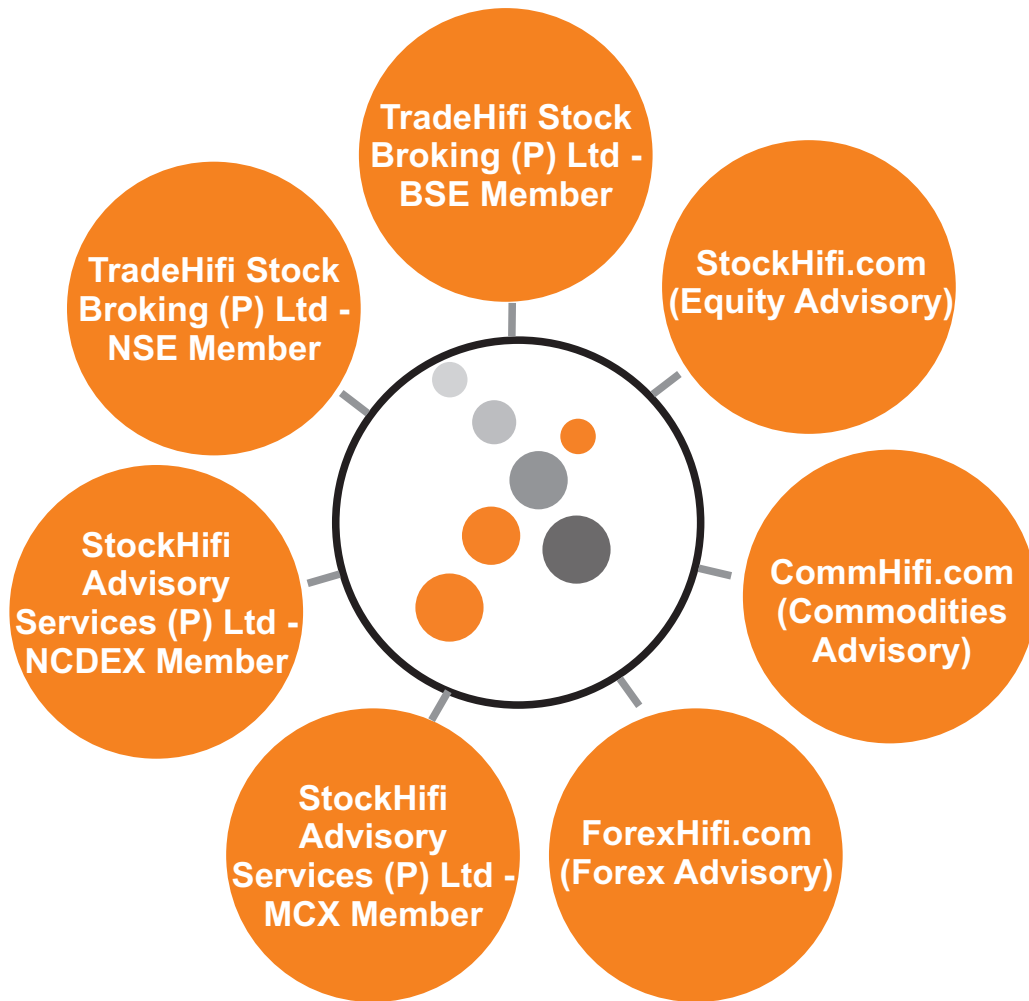 TradeHifi Stock
Broking (P) Ltd -
BSE Member
StockHifi.com
(Equity Advisory)
CommHifi.com
(Commodities
Advisory)
ForexHifi.com
(Forex Advisory)
StockHifi
Advisory
Services (P) Ltd -
MCX Member
StockHifi
Advisory
Services (P) Ltd -
NCDEX Member
TradeHifi Stock
Broking (P) Ltd -
NSE Member